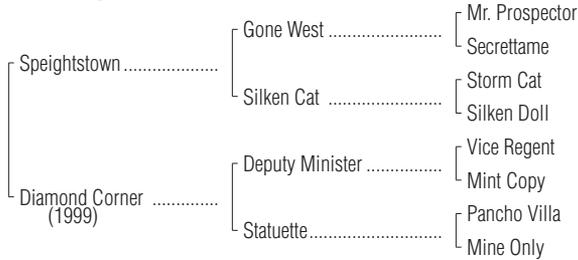 Mr. Prospector
Gone West ........................
Secrettame
Speightstown ....................
Storm Cat
Silken Cat ........................
Silken Doll
Vice Regent
Deputy Minister ................
Mint Copy
Diamond Corner ..............
(1999)
Pancho Villa
Statuette............................
Mine Only